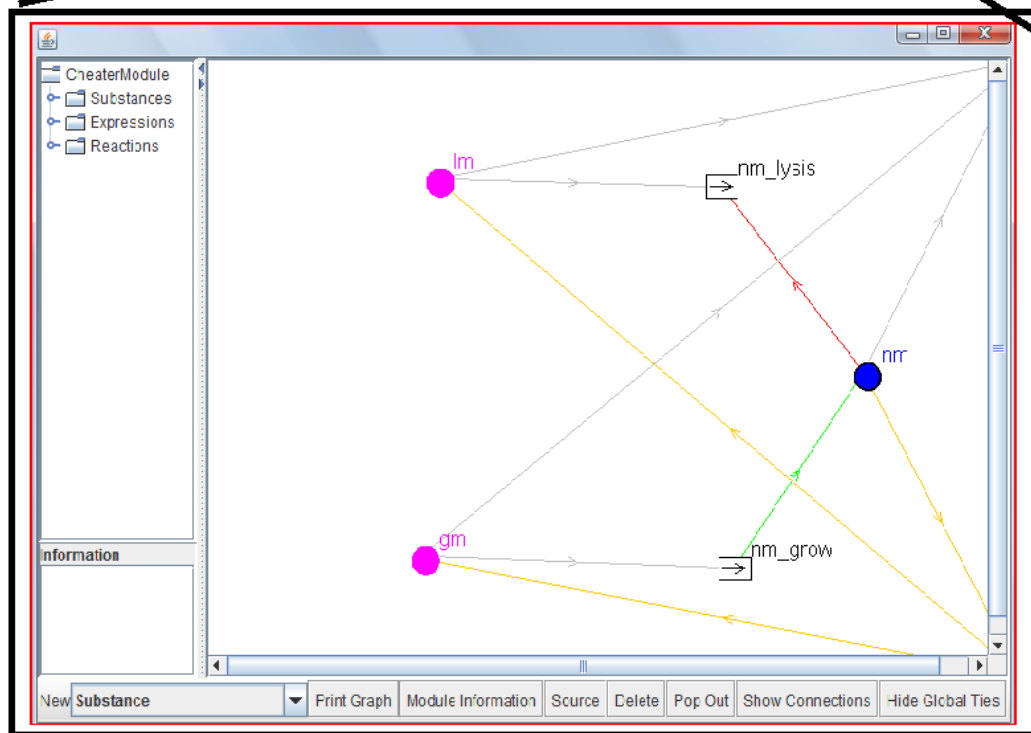 CheaterModule
Substances
Expressions
Reactions
lm
nm_lysis
nm
gm
nm_grow
Information
New Substance Print Graph Module Information Source Delete Pop Out Show Connections Hide Global Ties